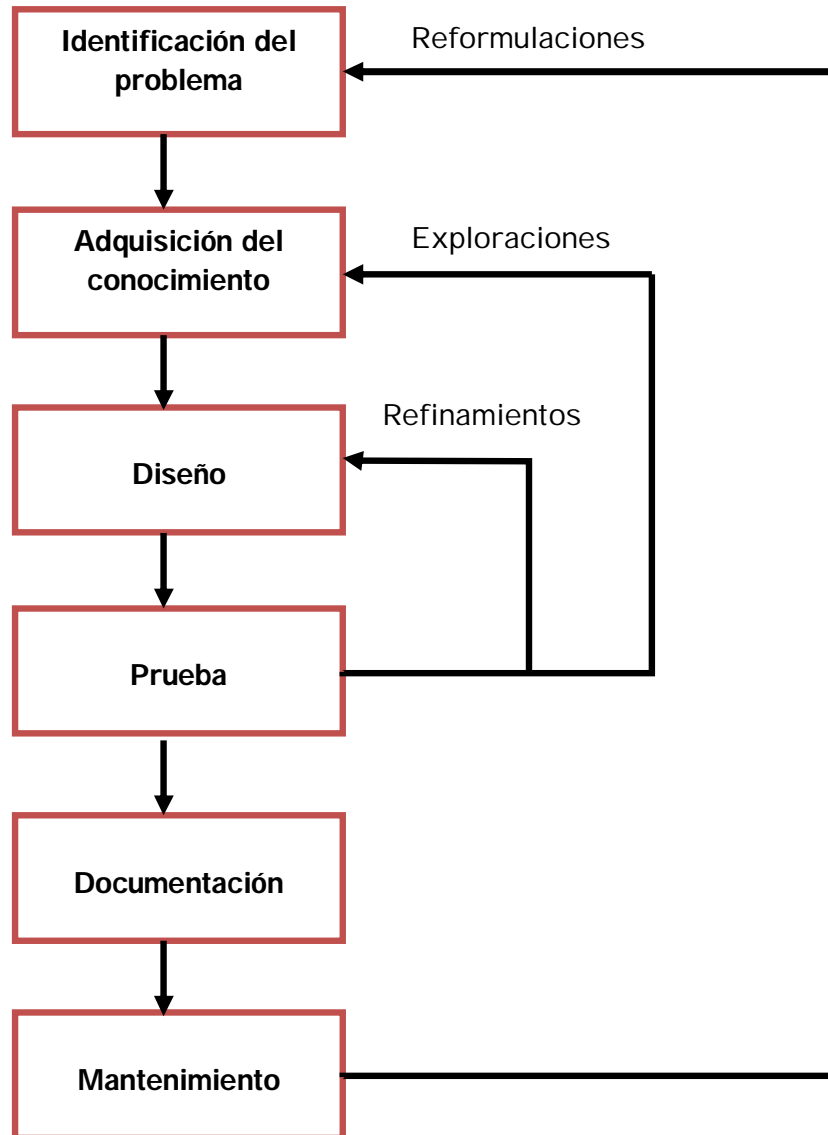 Identificación del
problema
Reformulaciones
Adquisición del
conocimiento
Exploraciones
Refinamientos
Diseño
Prueba
Documentación
Mantenimiento